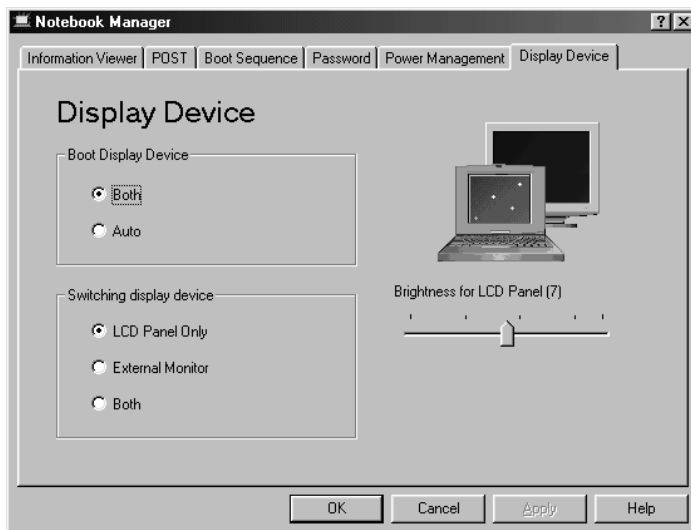 Notebook Manager
Information Viewer POST Boot Sequence Password Power Management Display Device
Display Device
Boot Display Device
Both
Auto
Switching display device
LCD Panel Only
External Monitor
Both
Brightness for LCD Panel (7)
OK Cancel Apply Help